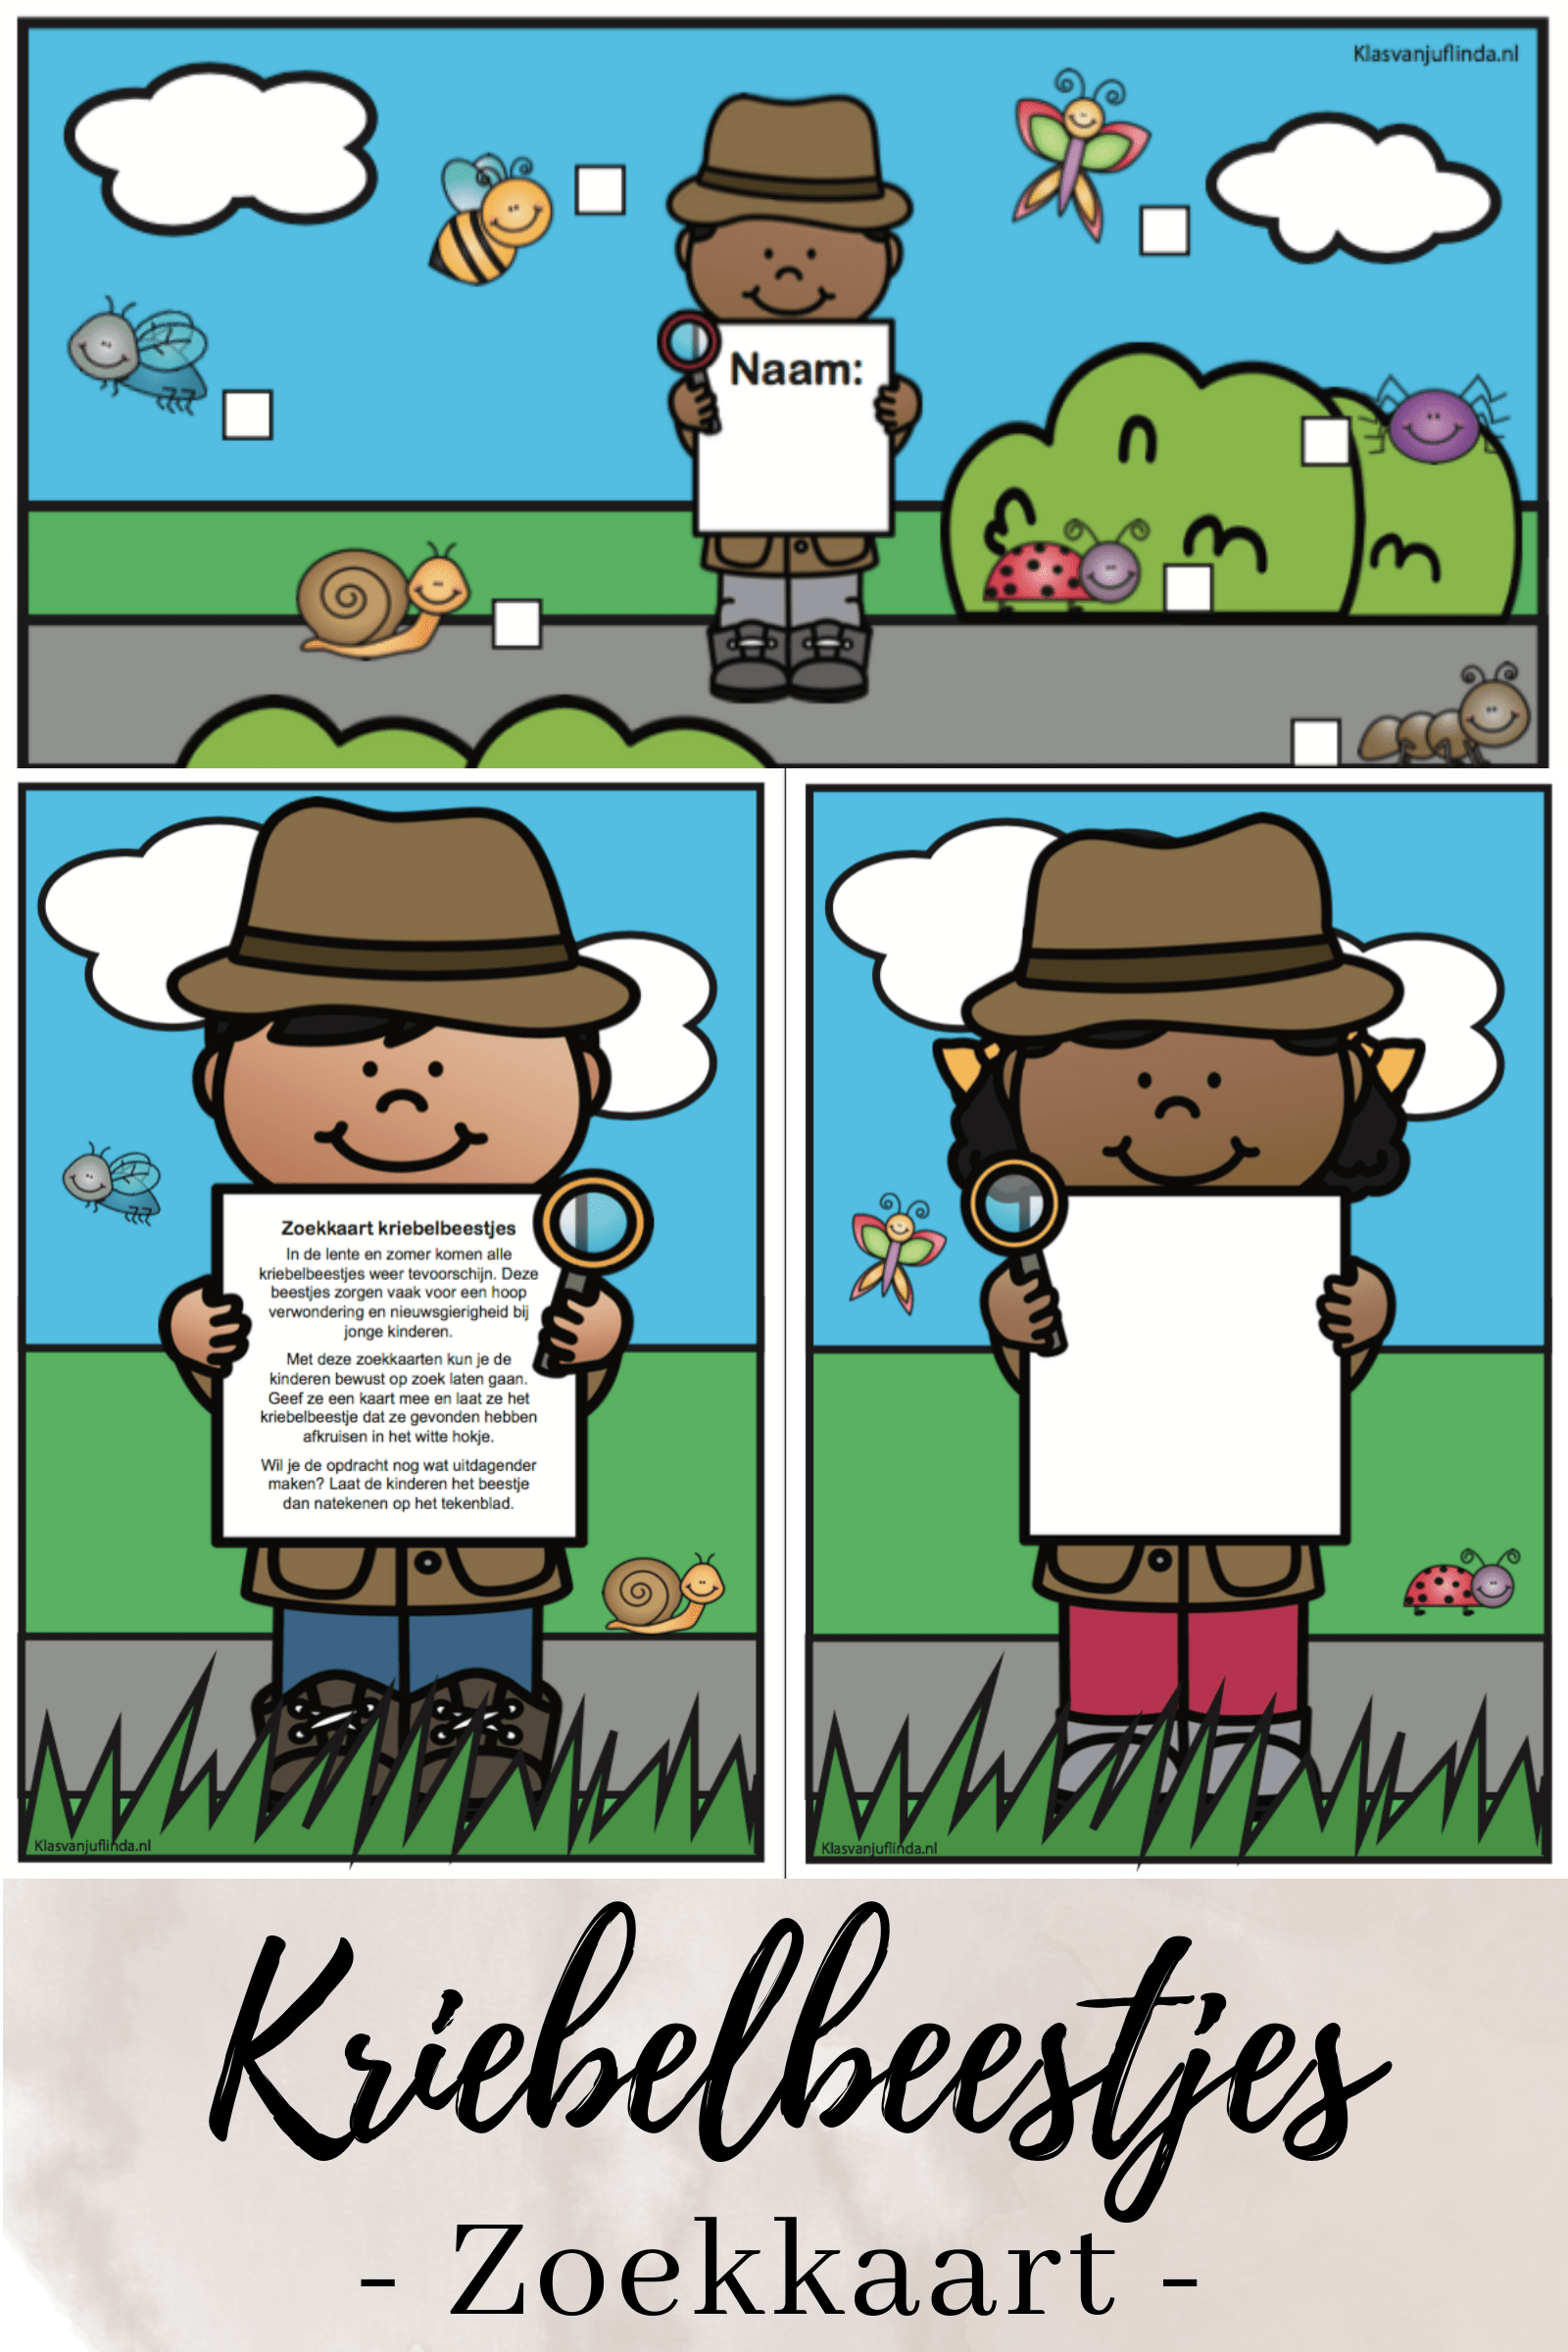 Klasvanjuflinda.nl
Naam:
Zoekkaart kriebelbeestjes
In de lente en zomer komen alle
kriebelbeestjes weer tevoorschijn. Deze
beestjes zorgen vaak voor een hoop
verwondering en nieuwsgierigheid bij
jonge kinderen.
Met deze zoekkaarten kun je de
kinderen bewust op zoek laten gaan.
Geef ze een kaart mee en laat ze het
kriebelbeestje dat ze gevonden hebben
afkruisen in het witte hokje.
Wil je de opdracht nog wat uitdagender
maken? Laat de kinderen het beestje
dan natekenen op het tekenblad.
Klasvanjuflinda.nl
Klasvanjuflinda.nl
Kriebelbeestjes
- Zoekkaart -